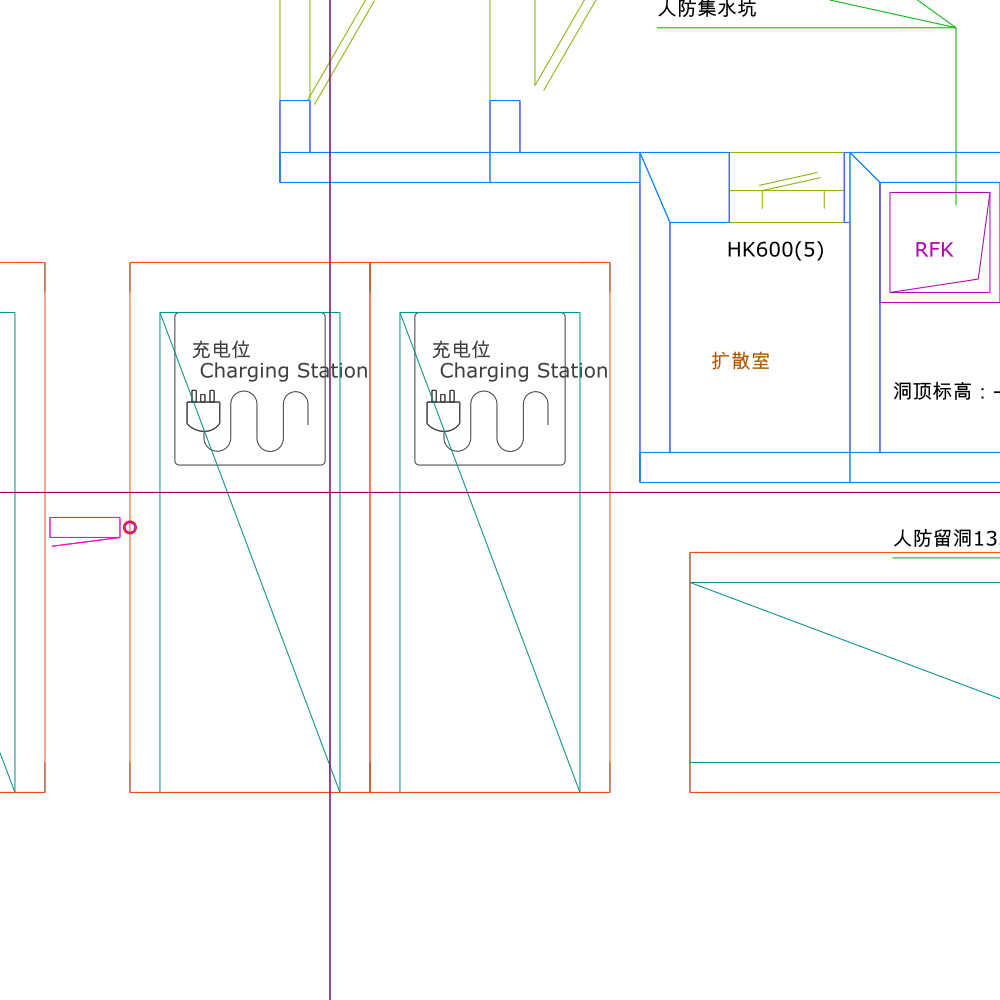 人防集水坑
HK600(5)
RFK
充电位
Charging Station
充电位
Charging Station
扩散室
洞顶标高：-
人防留洞13